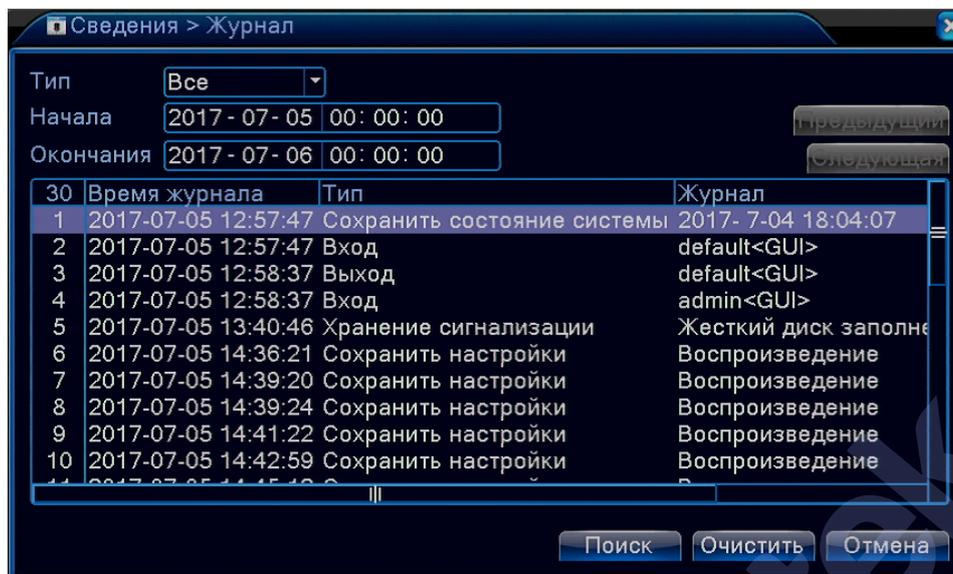 Сведения > Журнал
Тип Все
Начала 2017 - 07 - 05 00: 00: 00
Предыдущий
Окончания 2017 - 07 - 06 00: 00: 00
Следующая
30 Время журнала Тип Журнал
1 2017-07-05 12:57:47 Сохранить состояние системы 2017- 7-04 18:04:07
2 2017-07-05 12:57:47 Вход default<GUI>
3 2017-07-05 12:58:37 Выход default<GUI>
4 2017-07-05 12:58:37 Вход admin<GUI>
5 2017-07-05 13:40:46 Хранение сигнализации Жесткий диск заполне
6 2017-07-05 14:36:21 Сохранить настройки Воспроизведение
7 2017-07-05 14:39:20 Сохранить настройки Воспроизведение
8 2017-07-05 14:39:24 Сохранить настройки Воспроизведение
9 2017-07-05 14:41:22 Сохранить настройки Воспроизведение
10 2017-07-05 14:42:59 Сохранить настройки Воспроизведение
Поиск Очистить Отмена